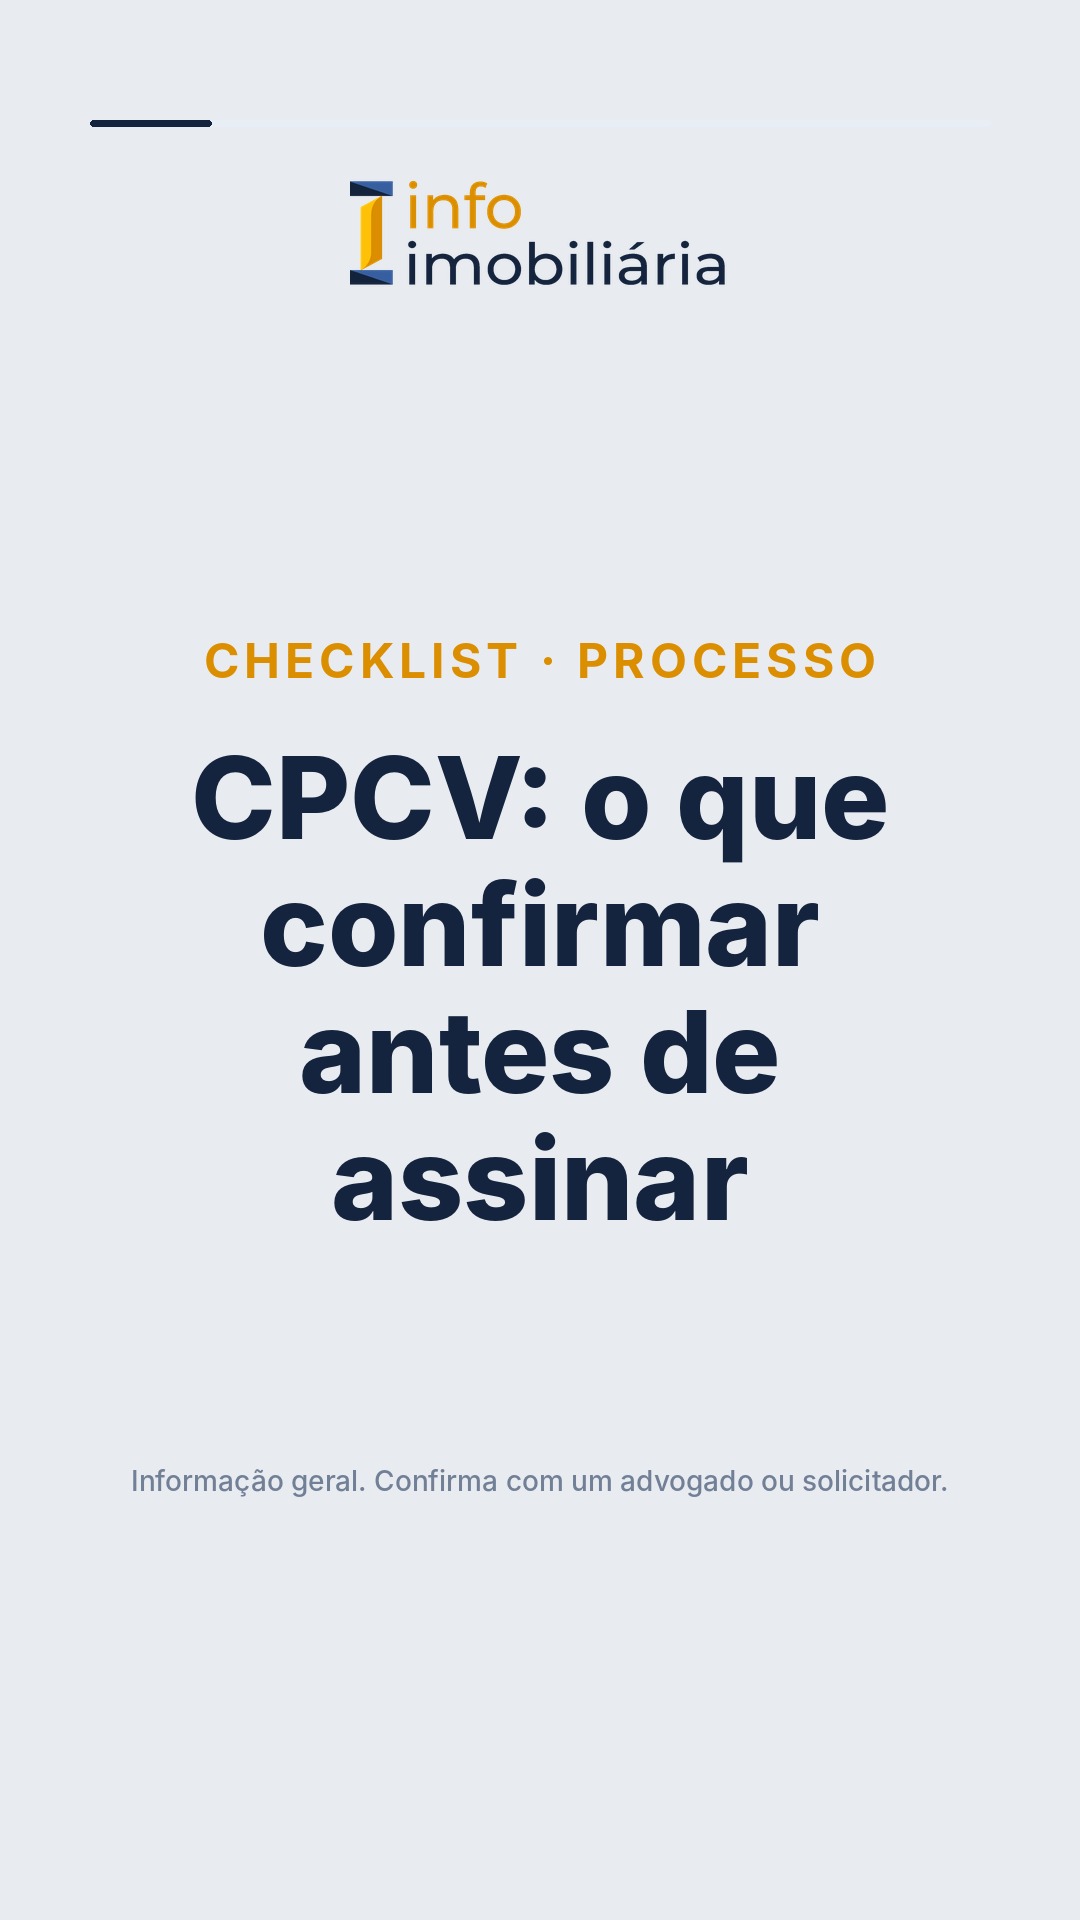 info
imobiliária
CHECKLIST · PROCESSO
CPCV: o que
confirmar
antes de
assinar
Informação geral. Confirma com um advogado ou solicitador.